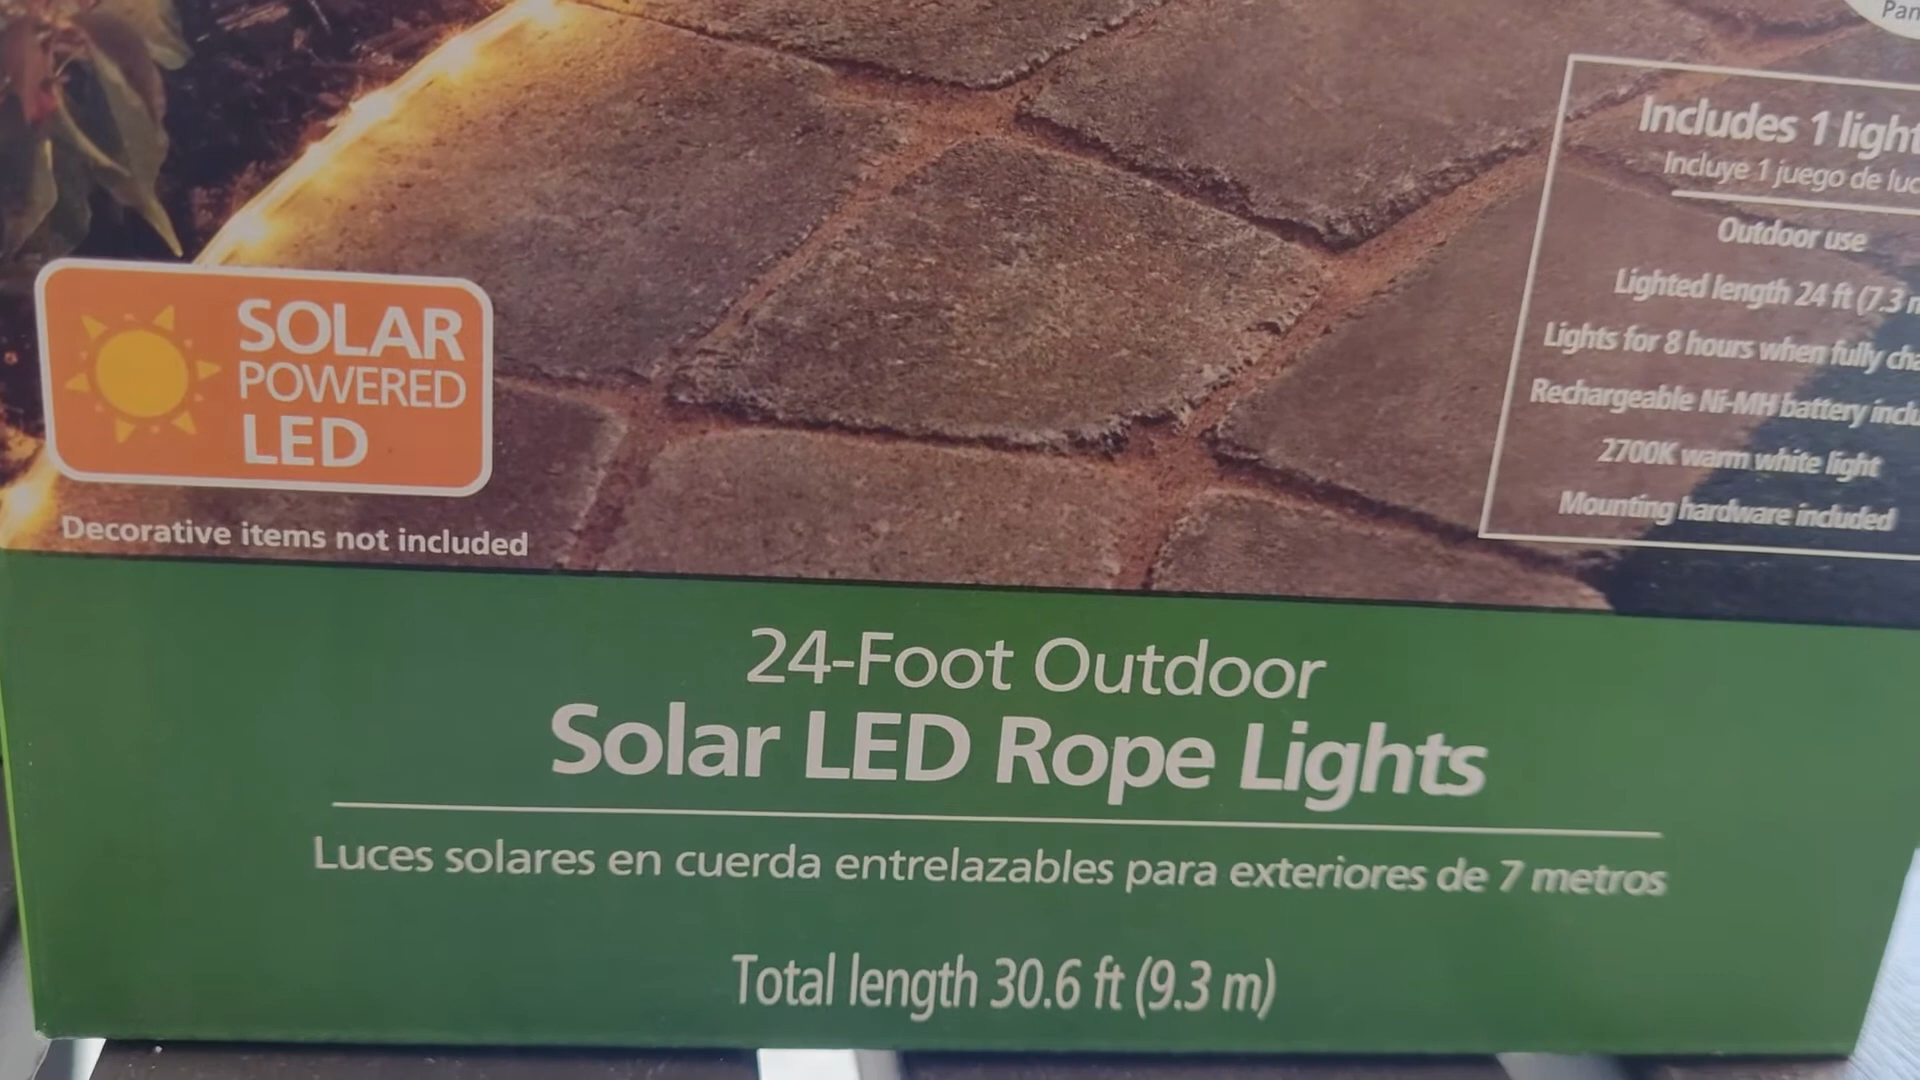 Includes 1 light
Incluye 1 juego de
Outdoor use
Lighted length 24 ft (7.3
Lights for 8 hours when fully
Rechargeable Ni-MH battery
2700K warm white light
Mounting hardware included
SOLAR
POWERED
LED
Decorative items not included
24-Foot Outdoor
Solar LED Rope Lights
Luces solares en cuerda entrelazables para exteriores de 7 metros
Total length 30.6 ft (9.3 m)